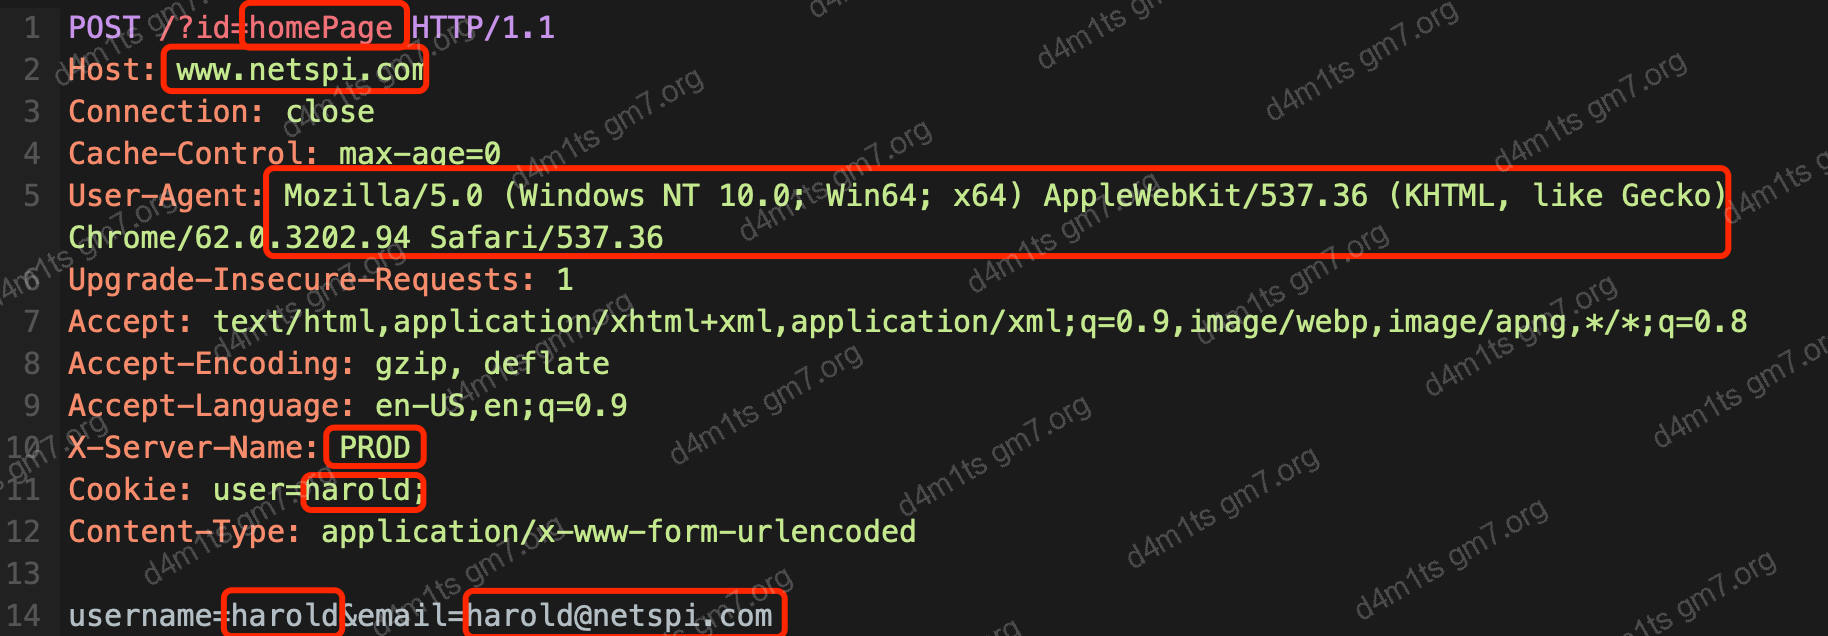 1 POST /?id=homePage HTTP/1.1
2 Host: www.netspi.com
3 Connection: close
4 Cache-Control: max-age=0
5 User-Agent: Mozilla/5.0 (Windows NT 10.0; Win64; x64) AppleWebKit/537.36 (KHTML, like Gecko)
Chrome/62.0.3202.94 Safari/537.36
6 Upgrade-Insecure-Requests: 1
7 Accept: text/html,application/xhtml+xml,application/xml;q=0.9,image/webp,image/apng,*/*;q=0.8
8 Accept-Encoding: gzip, deflate
9 Accept-Language: en-US,en;q=0.9
10 X-Server-Name: PROD
11 Cookie: user=harold;
12 Content-Type: application/x-www-form-urlencoded
13
14 username=harold&email=harold@netspi.com
d4m1ts gm7.org